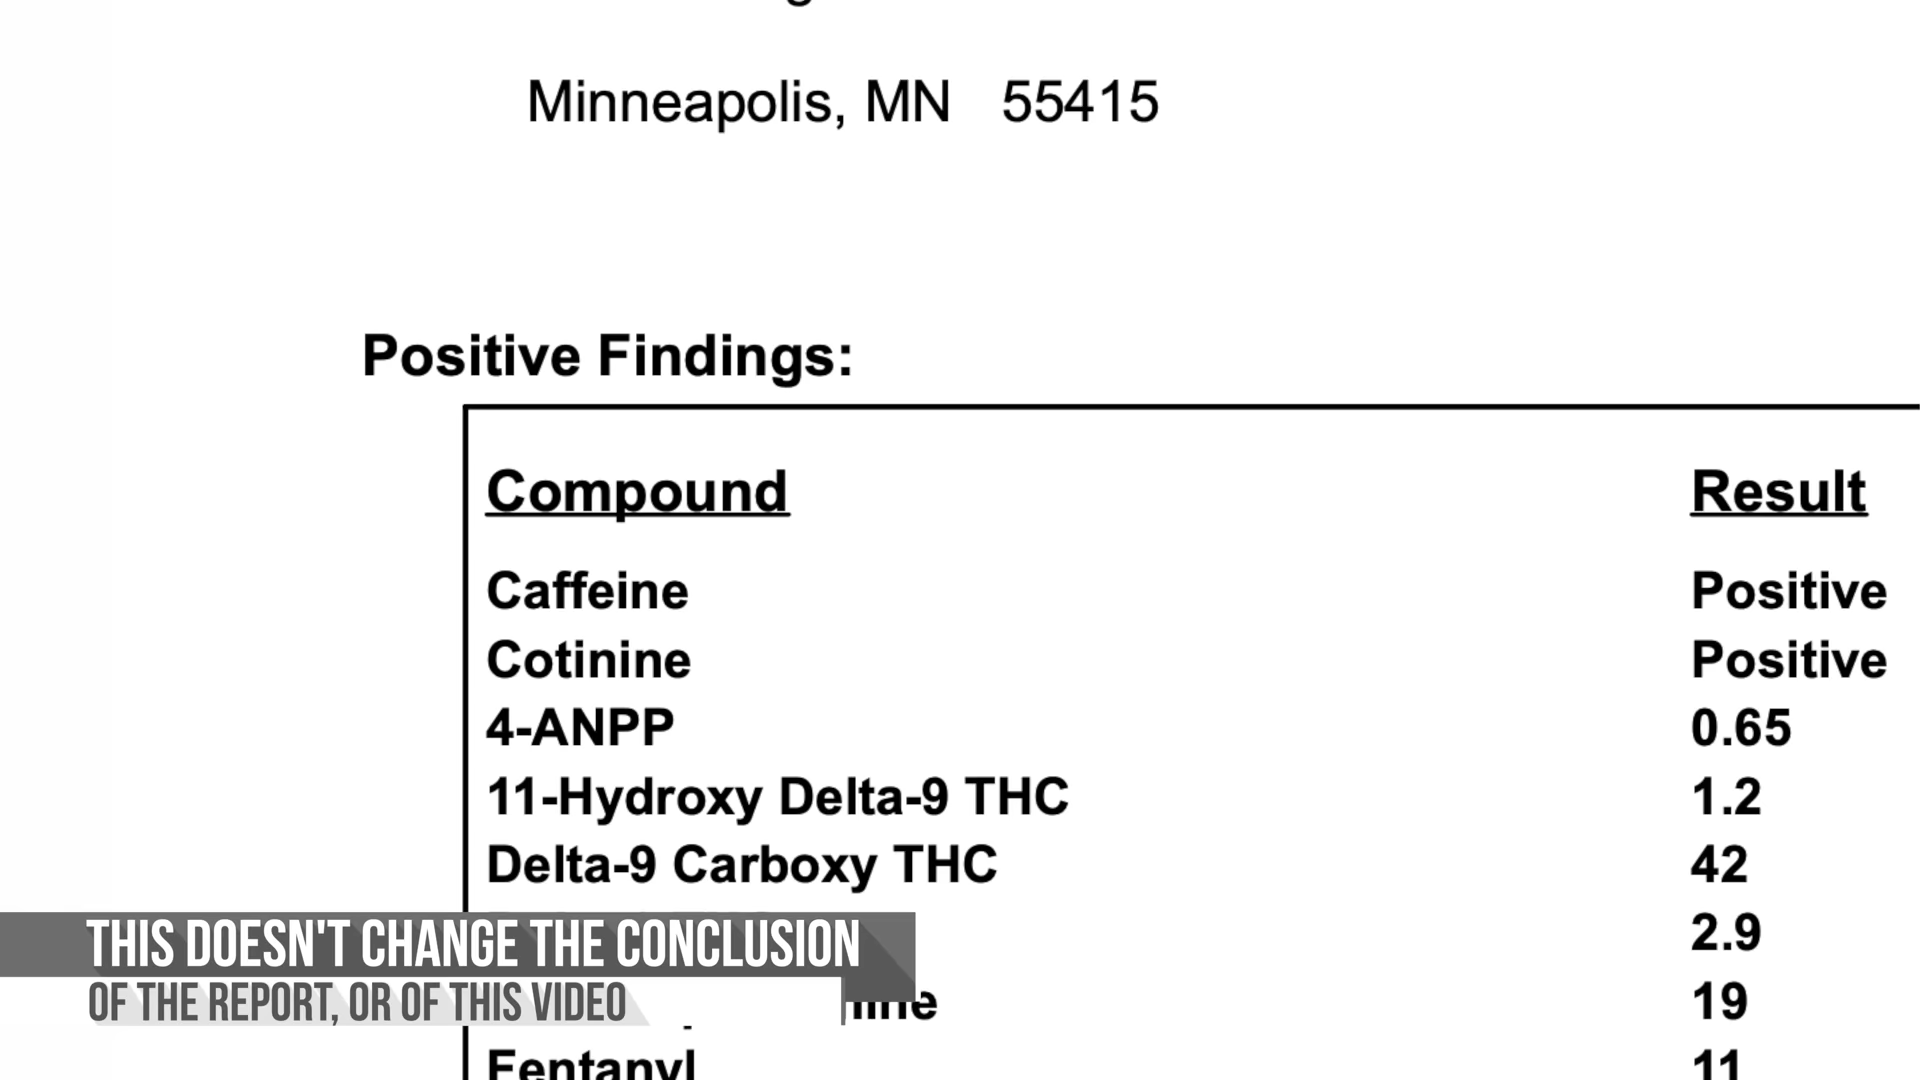 Minneapolis, MN 55415
Positive Findings:
Compound Result
Caffeine Positive
Cotinine Positive
4-ANPP 0.65
11-Hydroxy Delta-9 THC 1.2
Delta-9 Carboxy THC 42
2.9
19
Fentanyl 11
THIS DOESN'T CHANGE THE CONCLUSION
OF THE REPORT, OR OF THIS VIDEO